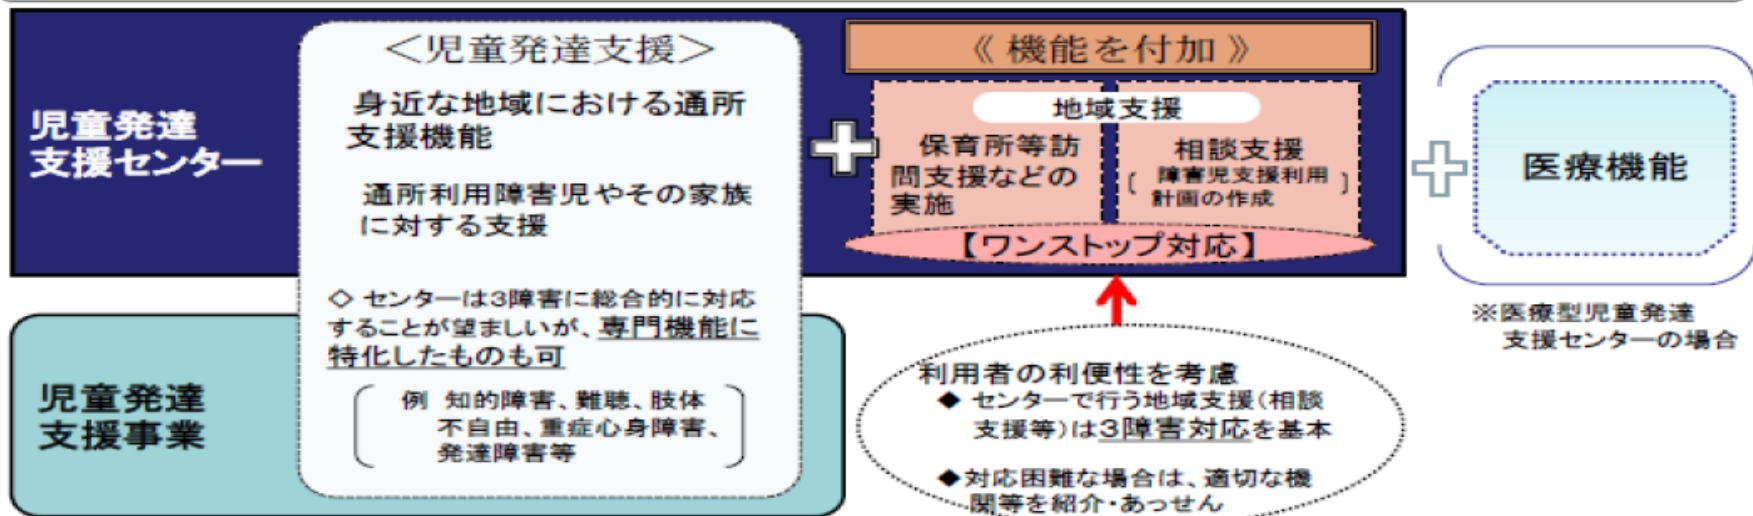 児童発達
支援センター
＜児童発達支援＞
身近な地域における通所
支援機能
通所利用障害児やその家族
に対する支援
◇ センターは３障害に総合的に対応
することが望ましいが、専門機能に
特化したものも可
例 知的障害、難聴、肢体
不自由、重症心身障害、
発達障害等
《 機能を付加 》
地域支援
保育所等訪
問支援などの
実施
相談支援
障害児支援利用
計画の作成
【ワンストップ対応】
医療機能
※医療型児童発達
支援センターの場合
児童発達
支援事業
利用者の利便性を考慮
◆ センターで行う地域支援（相談
支援等）は３障害対応を基本
◆対応困難な場合は、適切な機
関等を紹介・あっせん